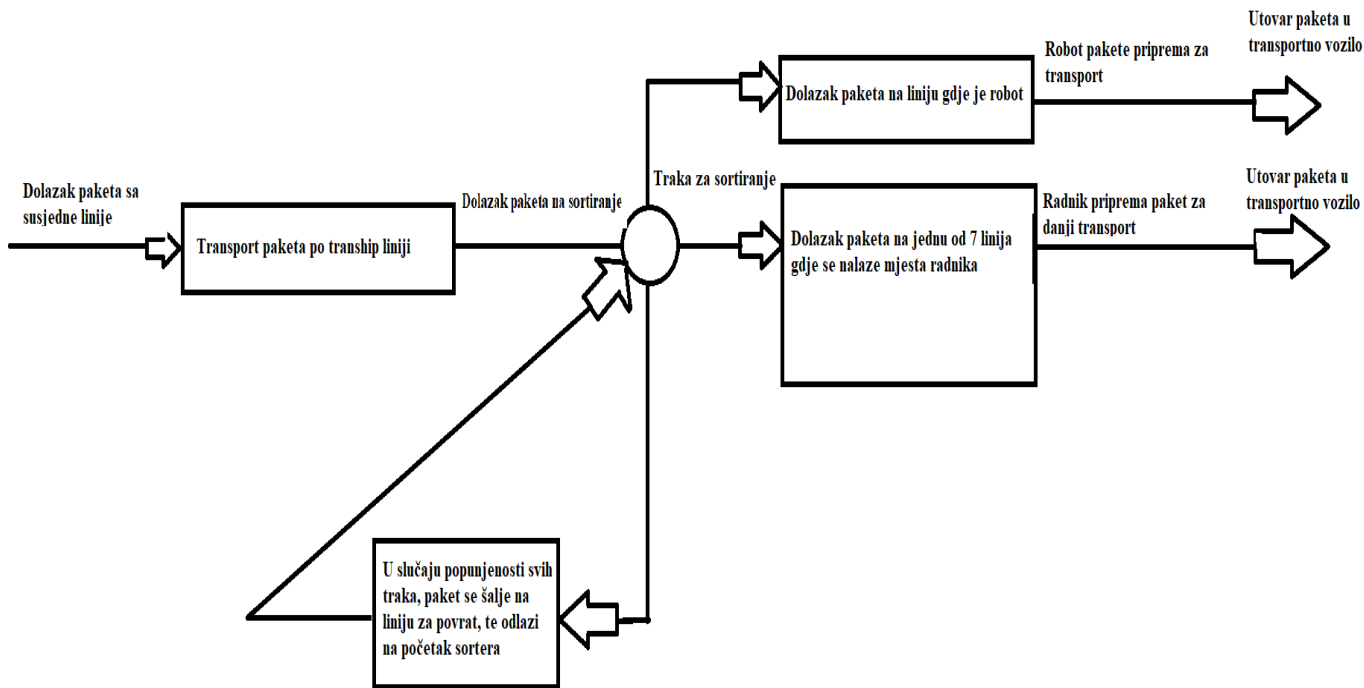 Dolazak paketa sa
susjedne linije
Transport paketa po tranship liniji
Dolazak paketa na sortiranje
Traka za sortiranje
Dolazak paketa na liniju gdje je robot
Robot pakete priprema za
transport
Utovar paketa u
transportno vozilo
Dolazak paketa na jednu od 7 linija
gdje se nalaze mjesta radnika
Radnik priprema paket za
danji transport
Utovar paketa u
transportno vozilo
U slučaju popunjenosti svih
traka, paket se šalje na
liniju za povrat, te odlazi
na početak sortera